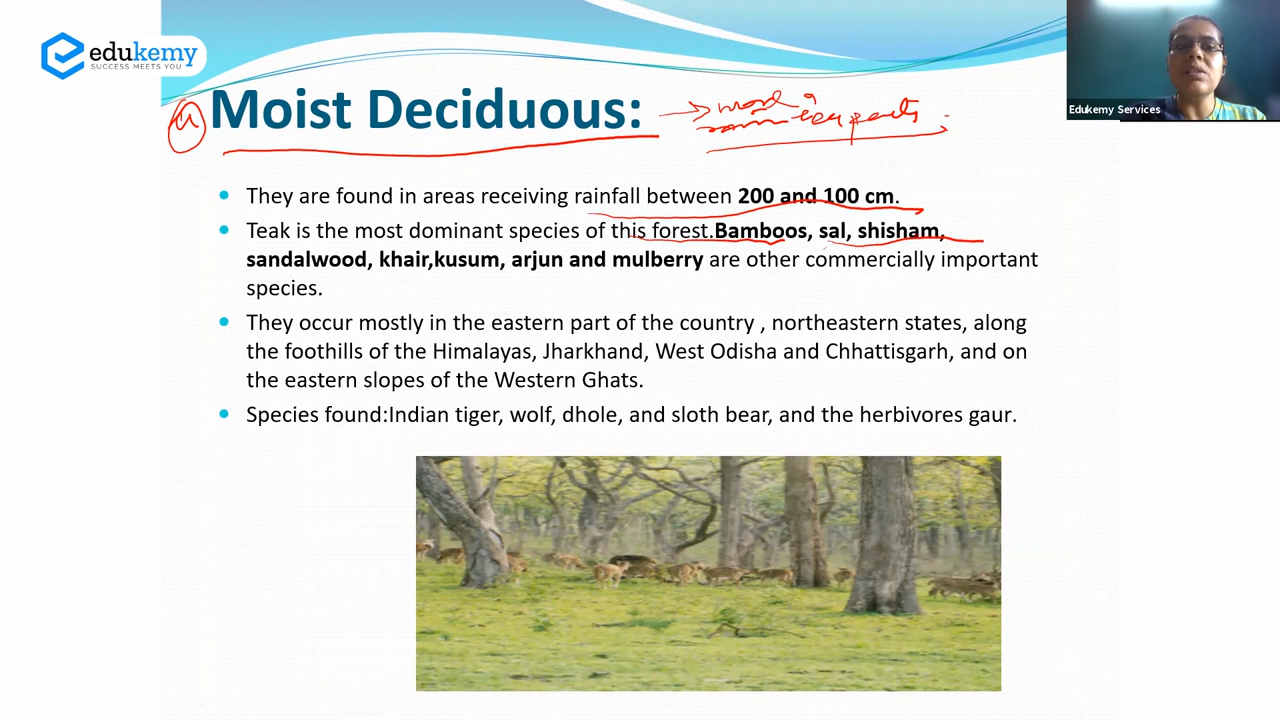 edukemy
SUCCESS MEETS YOU
Edukemy Services
Moist Deciduous:
They are found in areas receiving rainfall between 200 and 100 cm.
Teak is the most dominant species of this forest.Bamboos, sal, shisham,
sandalwood, khair,kusum, arjun and mulberry are other commercially important
species.
They occur mostly in the eastern part of the country , northeastern states, along
the foothills of the Himalayas, Jharkhand, West Odisha and Chhattisgarh, and on
the eastern slopes of the Western Ghats.
Species found:Indian tiger, wolf, dhole, and sloth bear, and the herbivores gaur.